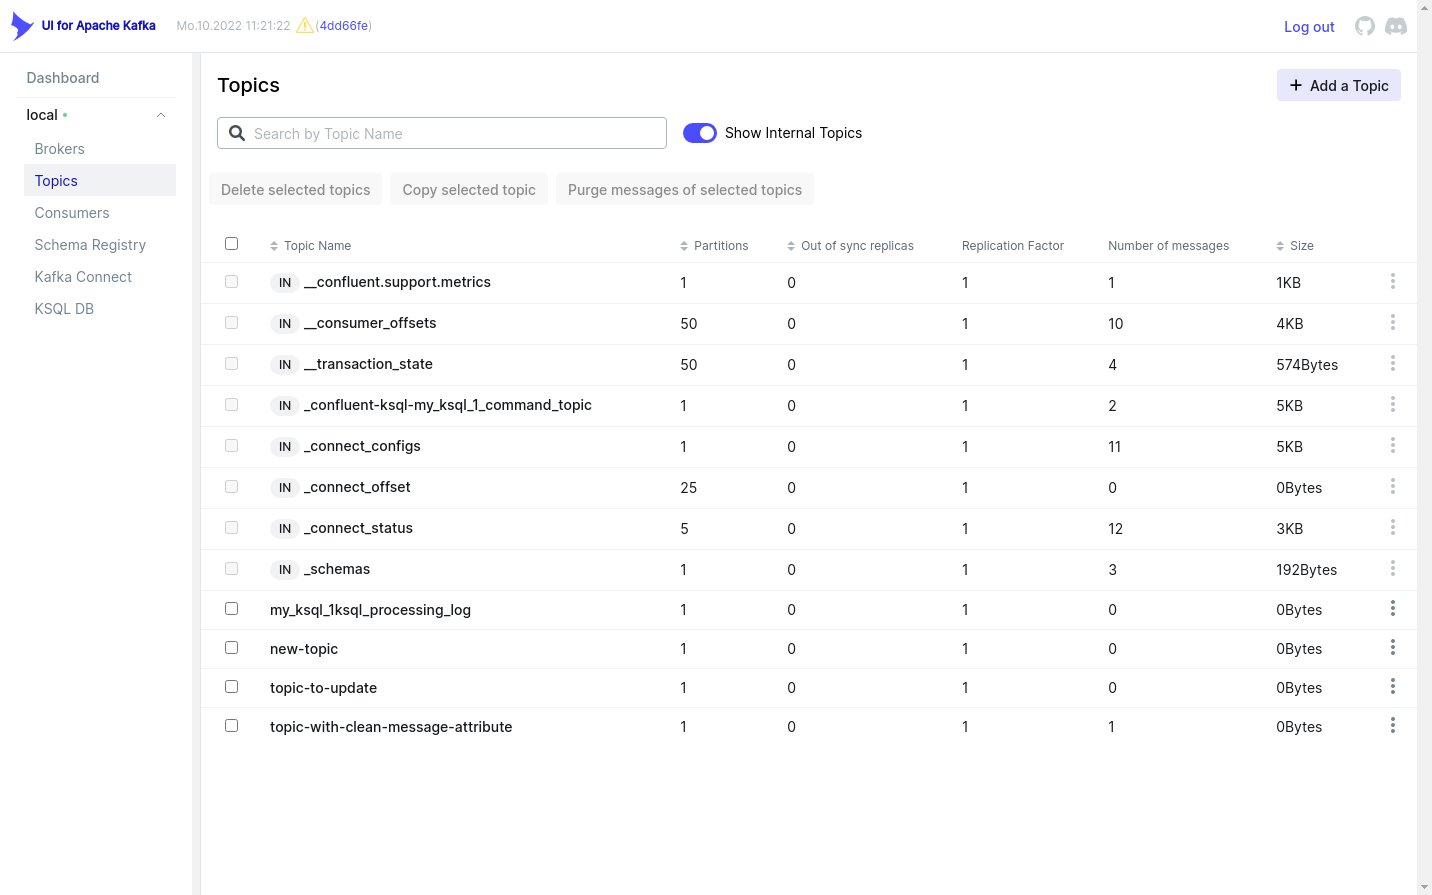 UI for Apache Kafka Mo.10.2022 11:21:22 (4dd66fe) Log out
Dashboard
local
Brokers
Topics
Consumers
Schema Registry
Kafka Connect
KSQL DB
Topics
Add a Topic
Search by Topic Name
Show Internal Topics
Delete selected topics Copy selected topic Purge messages of selected topics
Topic Name Partitions Out of sync replicas Replication Factor Number of messages Size
IN __confluent.support.metrics 1 0 1 1 1KB
IN __consumer_offsets 50 0 1 10 4KB
IN __transaction_state 50 0 1 4 574Bytes
IN _confluent-ksql-my_ksql_1_command_topic 1 0 1 2 5KB
IN _connect_configs 1 0 1 11 5KB
IN _connect_offset 25 0 1 0 0Bytes
IN _connect_status 5 0 1 12 3KB
IN _schemas 1 0 1 3 192Bytes
my_ksql_1ksql_processing_log 1 0 1 0 0Bytes
new-topic 1 0 1 0 0Bytes
topic-to-update 1 0 1 0 0Bytes
topic-with-clean-message-attribute 1 0 1 1 0Bytes